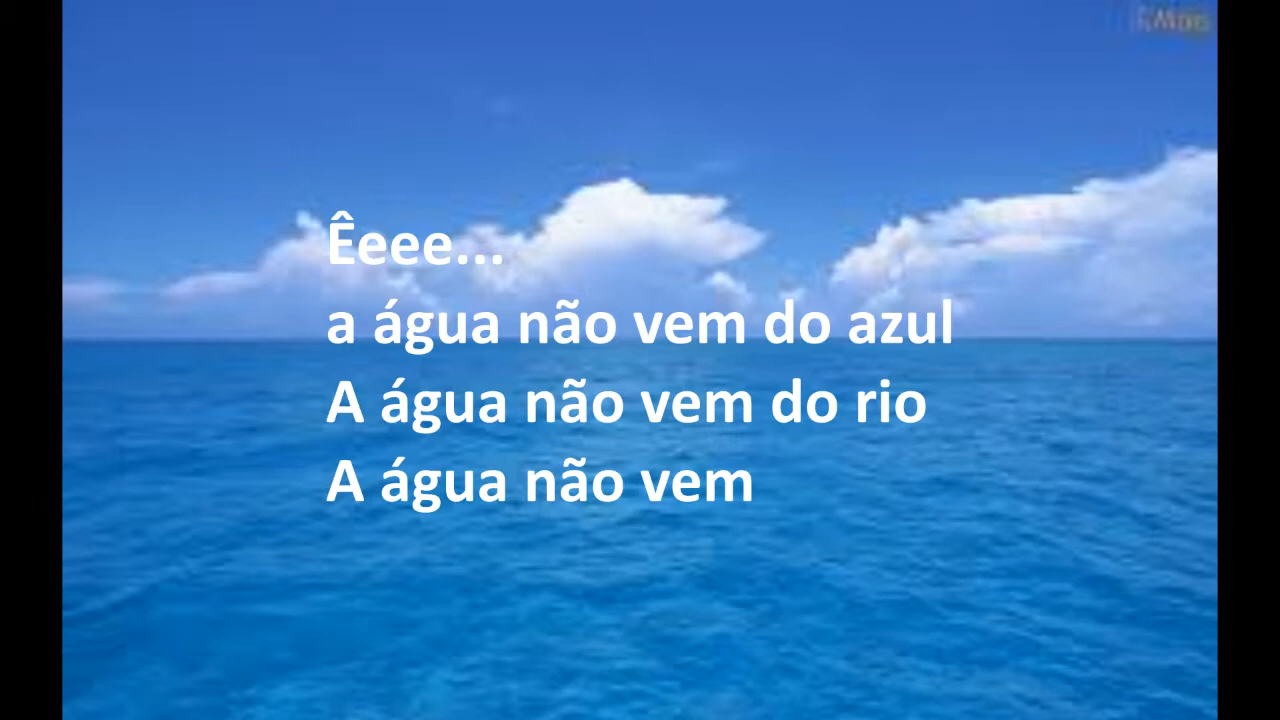 Êeee...
a água não vem do azul
A água não vem do rio
A água não vem